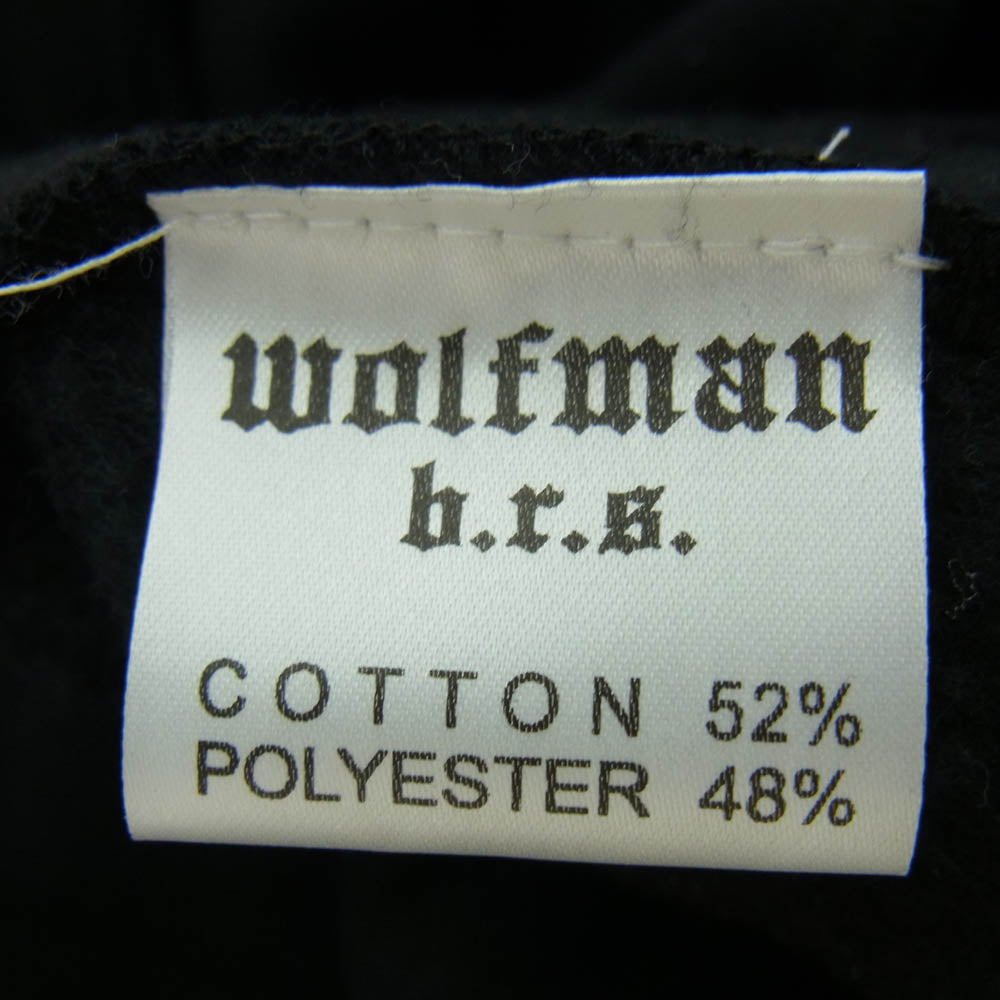 wolfman
b.r.s.
COTTON 52%
POLYESTER 48%